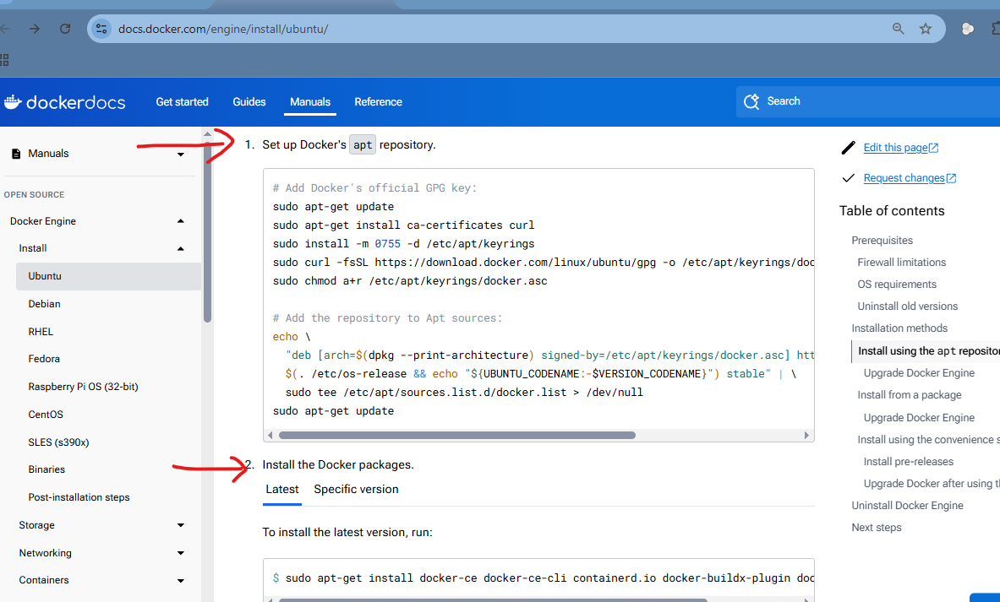 docs.docker.com/engine/install/ubuntu/
dockerdocs
Get started
Guides
Manuals
Reference
Search
Manuals
OPEN SOURCE
Docker Engine
Install
Ubuntu
Debian
RHEL
Fedora
Raspberry Pi OS (32-bit)
CentOS
SLES (s390x)
Binaries
Post-installation steps
Storage
Networking
Containers
1. Set up Docker's apt repository.
# Add Docker's official GPG key:
sudo apt-get update
sudo apt-get install ca-certificates curl
sudo install -m 0755 -d /etc/apt/keyrings
sudo curl -fsSL https://download.docker.com/linux/ubuntu/gpg -o /etc/apt/keyrings/doc
sudo chmod a+r /etc/apt/keyrings/docker.asc
# Add the repository to Apt sources:
echo \
"deb [arch=$(dpkg --print-architecture) signed-by=/etc/apt/keyrings/docker.asc] htt
$(. /etc/os-release && echo "${UBUNTU_CODENAME:-$VERSION_CODENAME}") stable" | \
sudo tee /etc/apt/sources.list.d/docker.list > /dev/null
sudo apt-get update
2. Install the Docker packages.
Latest
Specific version
To install the latest version, run:
$ sudo apt-get install docker-ce docker-ce-cli containerd.io docker-buildx-plugin doc
Edit this page
Request changes
Table of contents
Prerequisites
Firewall limitations
OS requirements
Uninstall old versions
Installation methods
Install using the apt repositor
Upgrade Docker Engine
Install from a package
Upgrade Docker Engine
Install using the convenience s
Install pre-releases
Upgrade Docker after using t
Uninstall Docker Engine
Next steps